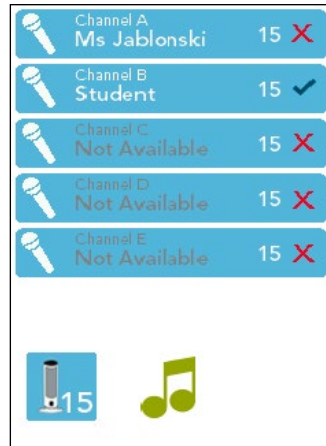 Channel A
Ms Jablonski 15
Channel B
Student 15
Channel C
Not Available 15
Channel D
Not Available 15
Channel E
Not Available 15
15